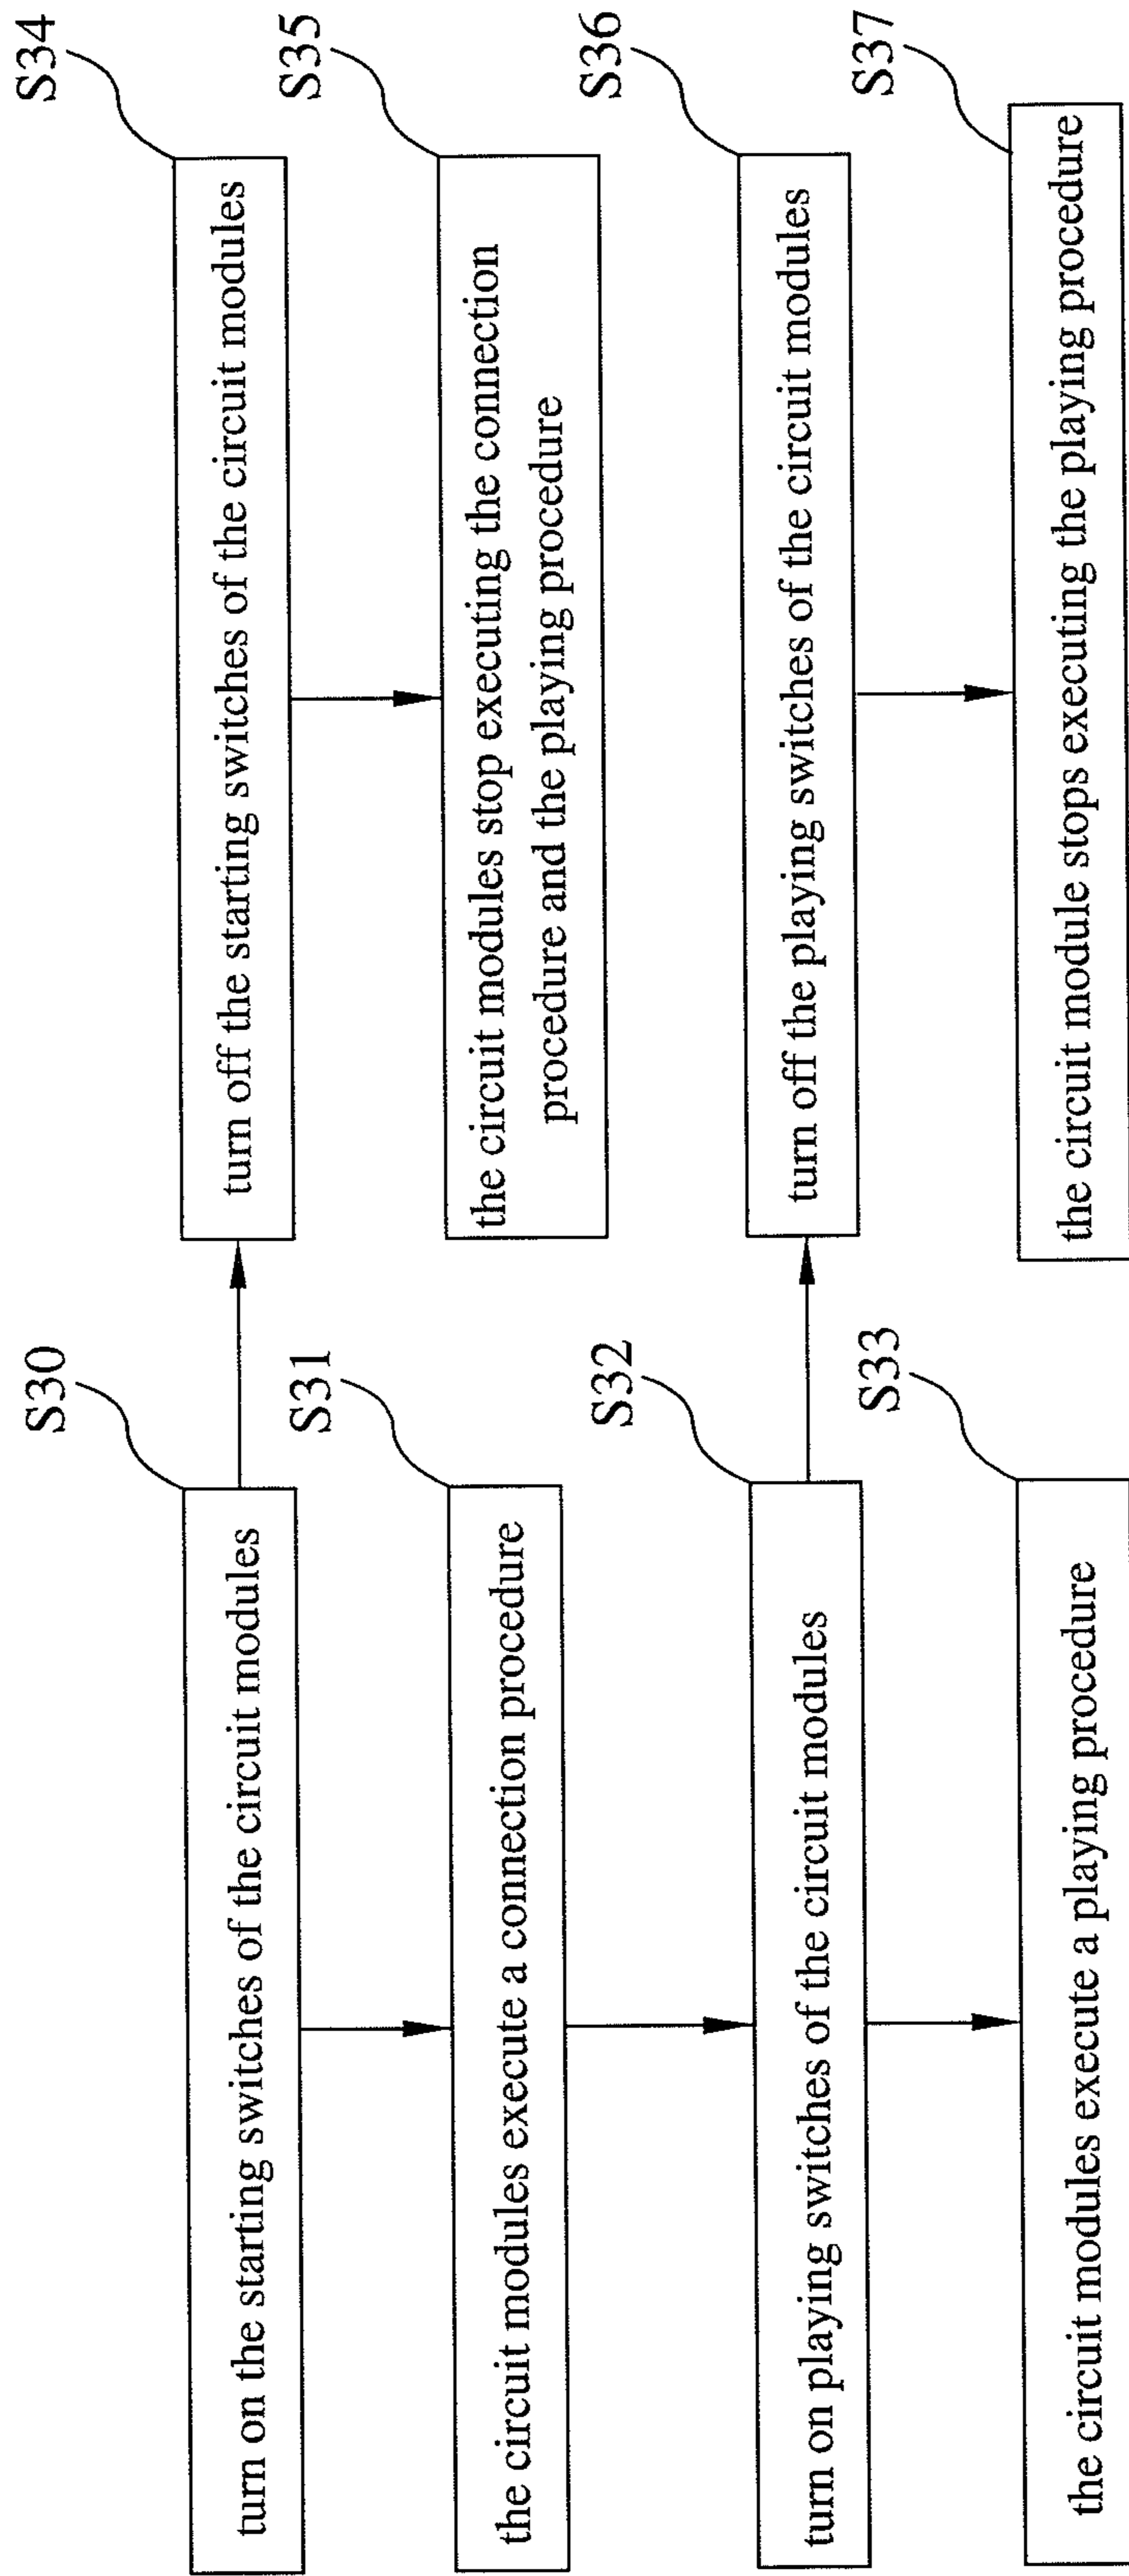 S30
turn on the starting switches of the circuit modules
S31
the circuit modules execute a connection procedure
S32
turn on playing switches of the circuit modules
S33
the circuit modules execute a playing procedure
S34
turn off the starting switches of the circuit modules
S35
the circuit modules stop executing the connection
procedure and the playing procedure
S36
turn off the playing switches of the circuit modules
S37
the circuit module stops executing the playing procedure